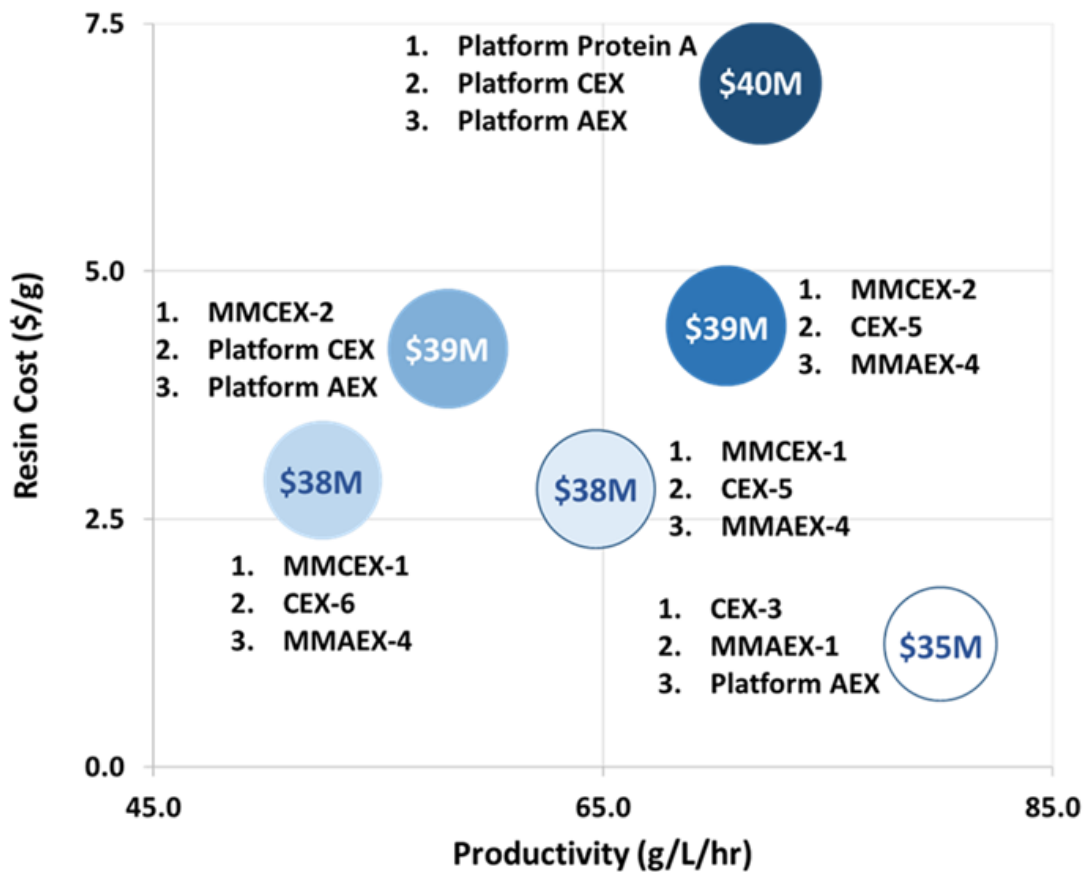 7.5
1. Platform Protein A
2. Platform CEX
3. Platform AEX
$40M
5.0
1. MMCEX-2
2. Platform CEX
3. Platform AEX
$39M
$39M
1. MMCEX-2
2. CEX-5
3. MMAEX-4
$38M
1. MMCEX-1
2. CEX-6
3. MMAEX-4
$38M
1. MMCEX-1
2. CEX-5
3. MMAEX-4
2.5
1. CEX-3
2. MMAEX-1
3. Platform AEX
$35M
0.0
45.0
65.0
85.0
Resin Cost ($/g)
Productivity (g/L/hr)